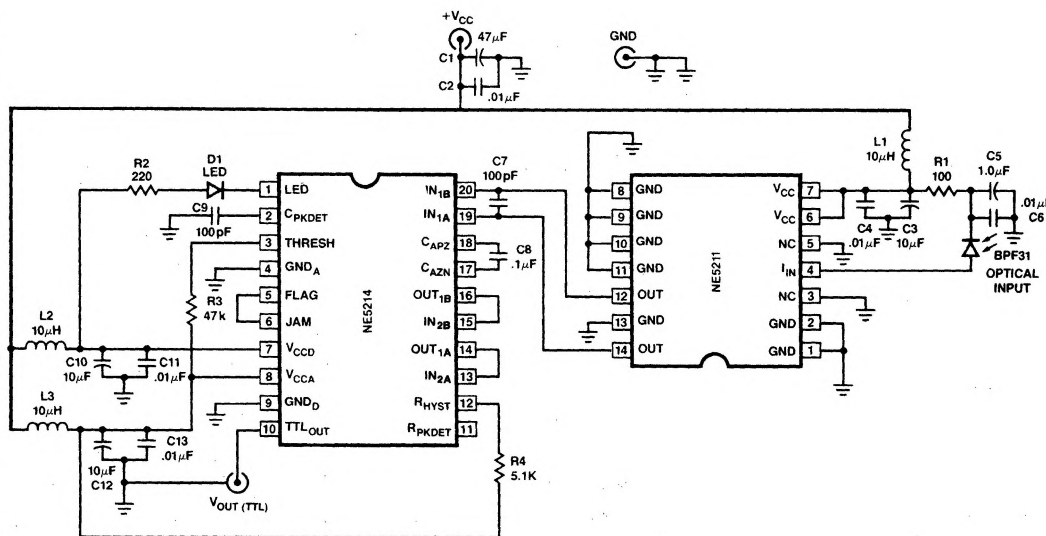 +VCC
47μF
C1
C2
.01μF
GND
L1
10μH
R2
220
D1
LED
C9
100pF
R3
47k
L2
10μH
C10
10μF
C11
.01μF
L3
10μH
10μF
C12
C13
.01μF
VOUT (TTL)
NE5214
1 LED
2 CPKDET
3 THRESH
4 GNDA
5 FLAG
6 JAM
7 VCCD
8 VCCA
9 GNDD
10 TTLOUT
IN1B 20
IN1A 19
CAPZ 18
CAZN 17
OUT1B 16
IN2B 15
OUT1A 14
IN2A 13
RHYST 12
RPKDET 11
C7
100pF
C8
.1μF
R4
5.1K
NE5211
8 GND
9 GND
10 GND
11 GND
12 OUT
13 GND
14 OUT
VCC 7
VCC 6
NC 5
IIN 4
NC 3
GND 2
GND 1
R1
100
C5
1.0μF
.01μF
C6
C4
.01μF
C3
10μF
BPF31
OPTICAL
INPUT